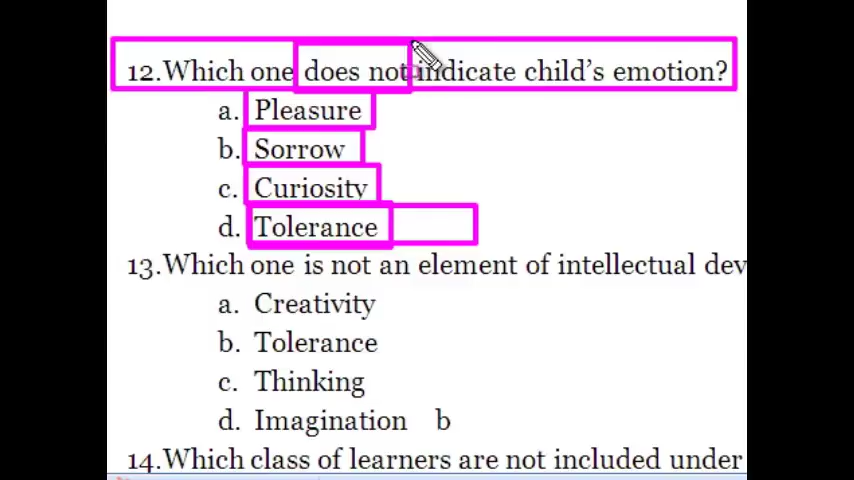 12.Which one does not indicate child's emotion?
a. Pleasure
b. Sorrow
c. Curiosity
d. Tolerance
13.Which one is not an element of intellectual dev
a. Creativity
b. Tolerance
c. Thinking
d. Imagination b
14.Which class of learners are not included under